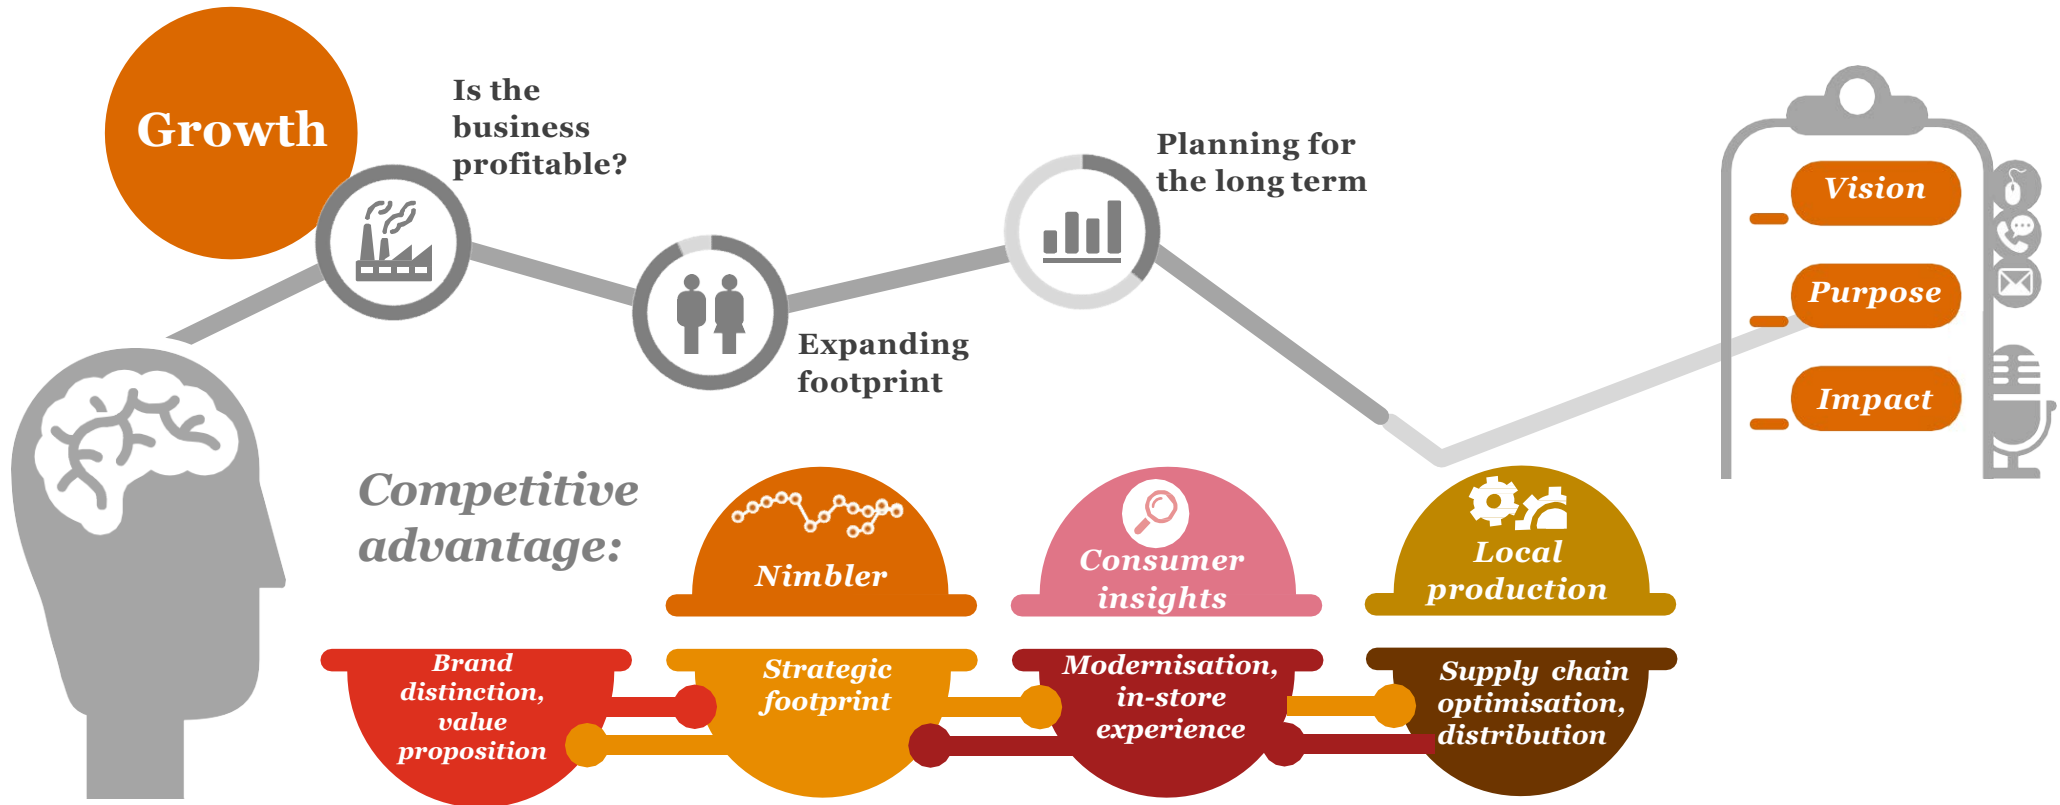 Growth
Is the
business
profitable?
Expanding
footprint
Planning for
the long term
Vision
Purpose
Impact
Competitive
advantage:
Nimbler
Consumer
insights
Local
production
Brand
distinction,
value
proposition
Strategic
footprint
Modernisation,
in-store
experience
Supply chain
optimisation,
distribution